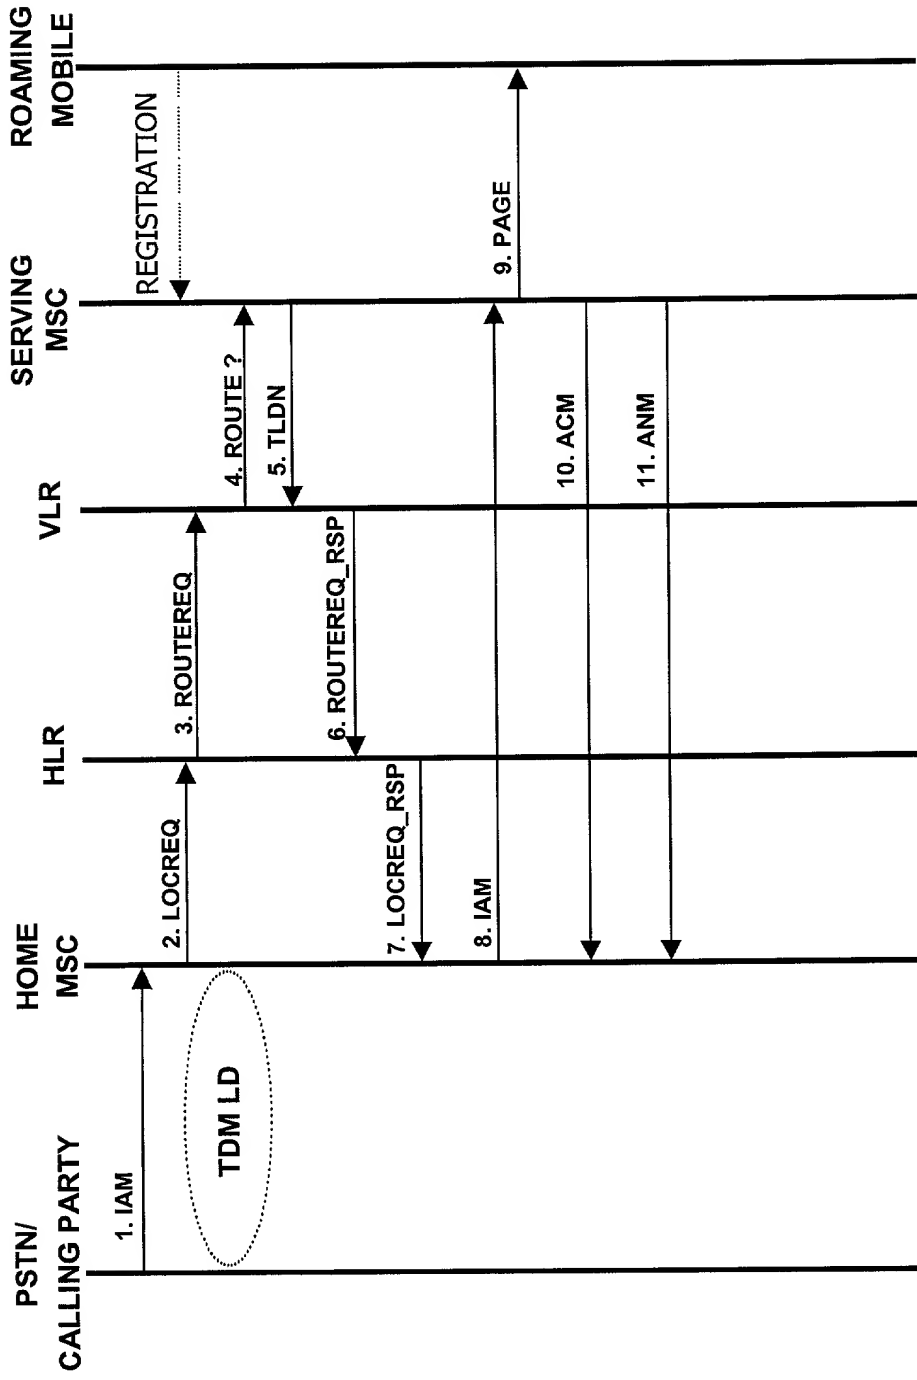 PSTN/
CALLING PARTY
HOME
MSC
HLR
VLR
SERVING
MSC
ROAMING
MOBILE
REGISTRATION
1. IAM
TDM LD
2. LOCREQ
3. ROUTEREQ
4. ROUTE ?
5. TLDN
6. ROUTEREQ_RSP
7. LOCREQ_RSP
8. IAM
9. PAGE
10. ACM
11. ANM